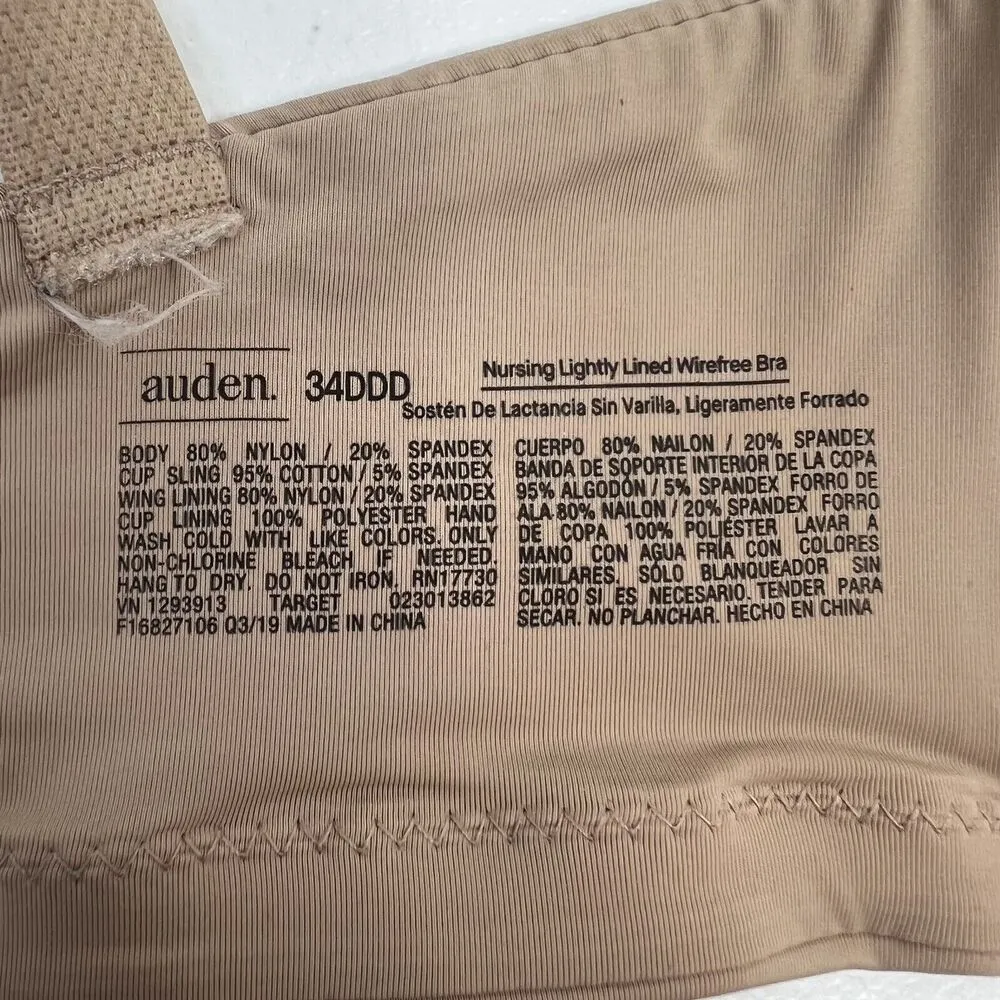 auden. 34DDD
Nursing Lightly Lined Wirefree Bra
Sostén De Lactancia Sin Varilla, Ligeramente Forrado
BODY 80% NYLON / 20% SPANDEX
CUP SLING 95% COTTON / 5% SPANDEX
WING LINING 80% NYLON / 20% SPANDEX
CUP LINING 100% POLYESTER HAND
WASH COLD WITH LIKE COLORS. ONLY
NON-CHLORINE BLEACH IF NEEDED.
HANG TO DRY. DO NOT IRON. RN17730
VN 1293913 TARGET 023013862
F16827106 Q3/19 MADE IN CHINA
CUERPO 80% NAILON / 20% SPANDEX
BANDA DE SOPORTE INTERIOR DE LA COPA
95% ALGODÓN / 5% SPANDEX FORRO DE
ALA 80% NAILON / 20% SPANDEX FORRO
DE COPA 100% POLIÉSTER LAVAR A
MANO CON AGUA FRÍA CON COLORES
SIMILARES. SÓLO BLANQUEADOR SIN
CLORO SI ES NECESARIO. TENDER PARA
SECAR. NO PLANCHAR. HECHO EN CHINA